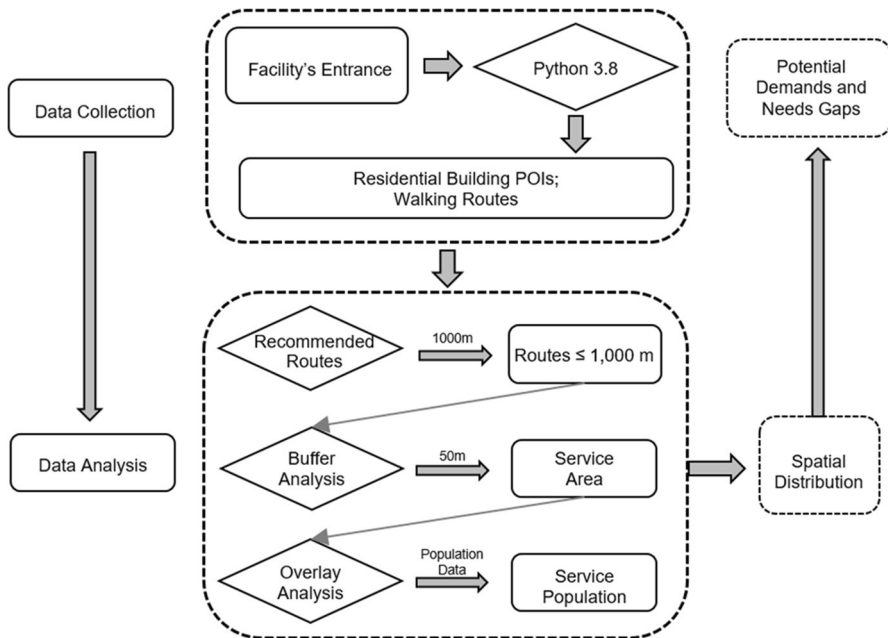 Data Collection
Data Analysis
Facility's Entrance
Python 3.8
Residential Building POIs;
Walking Routes
Recommended
Routes
1000m
Routes ≤ 1,000 m
Buffer
Analysis
50m
Service
Area
Overlay
Analysis
Population
Data
Service
Population
Spatial
Distribution
Potential
Demands and
Needs Gaps